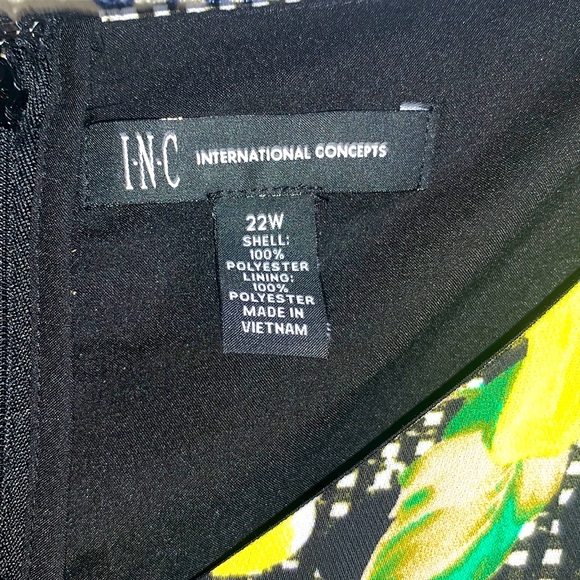 I·N·C INTERNATIONAL CONCEPTS
22W
SHELL:
100%
POLYESTER
LINING:
100%
POLYESTER
MADE IN
VIETNAM